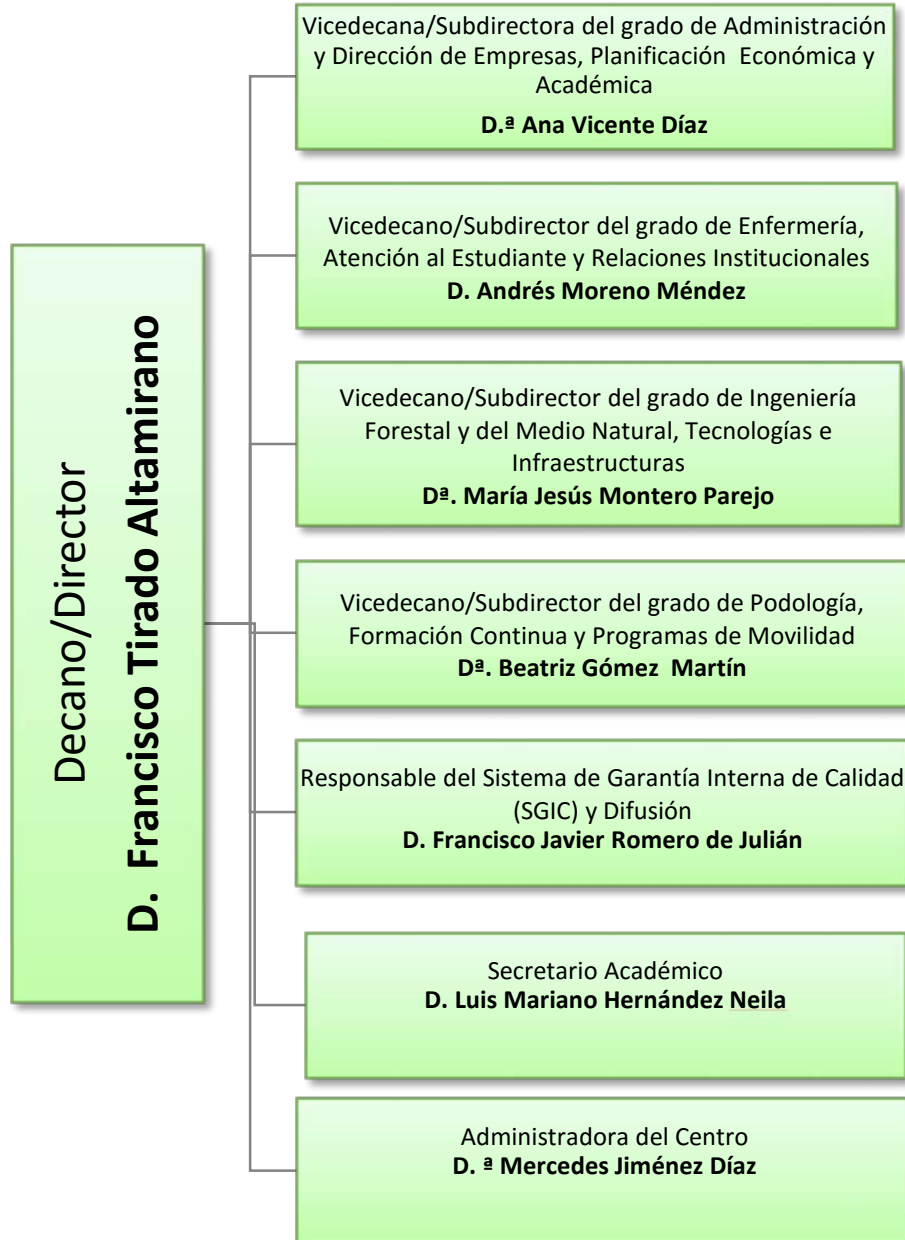 Decano/Director
D. Francisco Tirado Altamirano
Vicedecana/Subdirectora del grado de Administración
y Dirección de Empresas, Planificación Económica y
Académica
D.ª Ana Vicente Díaz
Vicedecano/Subdirector del grado de Enfermería,
Atención al Estudiante y Relaciones Institucionales
D. Andrés Moreno Méndez
Vicedecano/Subdirector del grado de Ingeniería
Forestal y del Medio Natural, Tecnologías e
Infraestructuras
Dª. María Jesús Montero Parejo
Vicedecano/Subdirector del grado de Podología,
Formación Continua y Programas de Movilidad
Dª. Beatriz Gómez Martín
Responsable del Sistema de Garantía Interna de Calidad
(SGIC) y Difusión
D. Francisco Javier Romero de Julián
Secretario Académico
D. Luis Mariano Hernández Neila
Administradora del Centro
D. ª Mercedes Jiménez Díaz